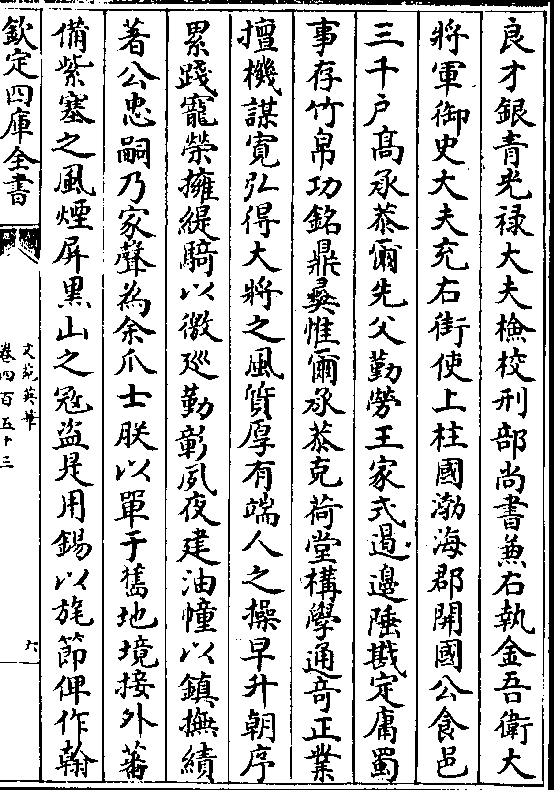 良才銀青光禄大夫檢校刑部尚書兼右執金吾衛大
將軍御史大夫充右街使上柱國渤海郡開國公食邑
三千户髙承恭爾先父勤勞王家式遏邊陲戡定庸蜀
事存竹帛功銘鼎彛惟爾承恭克荷堂構學通竒正業
擅機謀寛弘得大將之風質厚有端人之操早升朝序
累踐寵榮擁緹騎以徼廵勤彰夙夜建油幢以鎮撫績
著公忠嗣乃家聲為余爪士朕以單于舊地境接外蕃
備紫塞之風煙屏黒山之宼盗是用錫以旄節俾作翰
欽定四庫全書
文苑英華
卷四百五十三
六